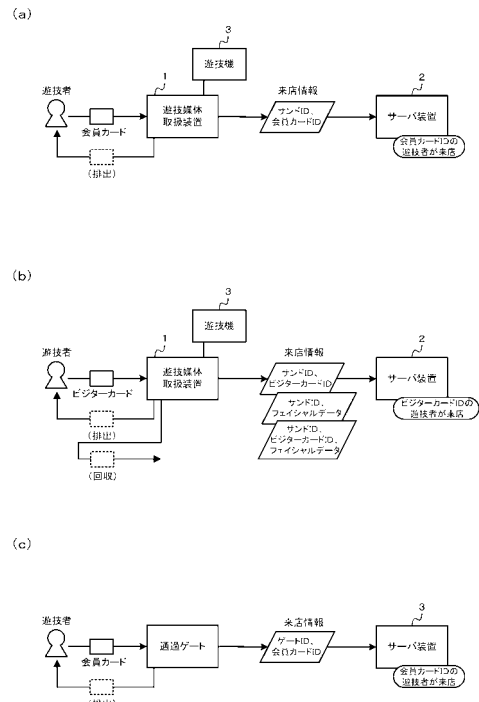 (a)
3
遊技機
遊技者
1
遊技媒体
取扱装置
来店情報
2
会員カード
サンドID、
会員カードID
サーバ装置
(排出)
会員カードIDの
遊技者が来店
(b)
3
遊技機
遊技者
1
遊技媒体
取扱装置
来店情報
2
ビジターカード
サンドID、
ビジターカードID
サーバ装置
サンドID、
フェイシャルデータ
ビジターカードIDの
遊技者が来店
(排出)
サンドID、
ビジターカードID、
フェイシャルデータ
(回収)
(c)
遊技者
来店情報
3
会員カード
通過ゲート
ゲートID、
会員カードID
サーバ装置
会員カードIDの
遊技者が来店
(排出)